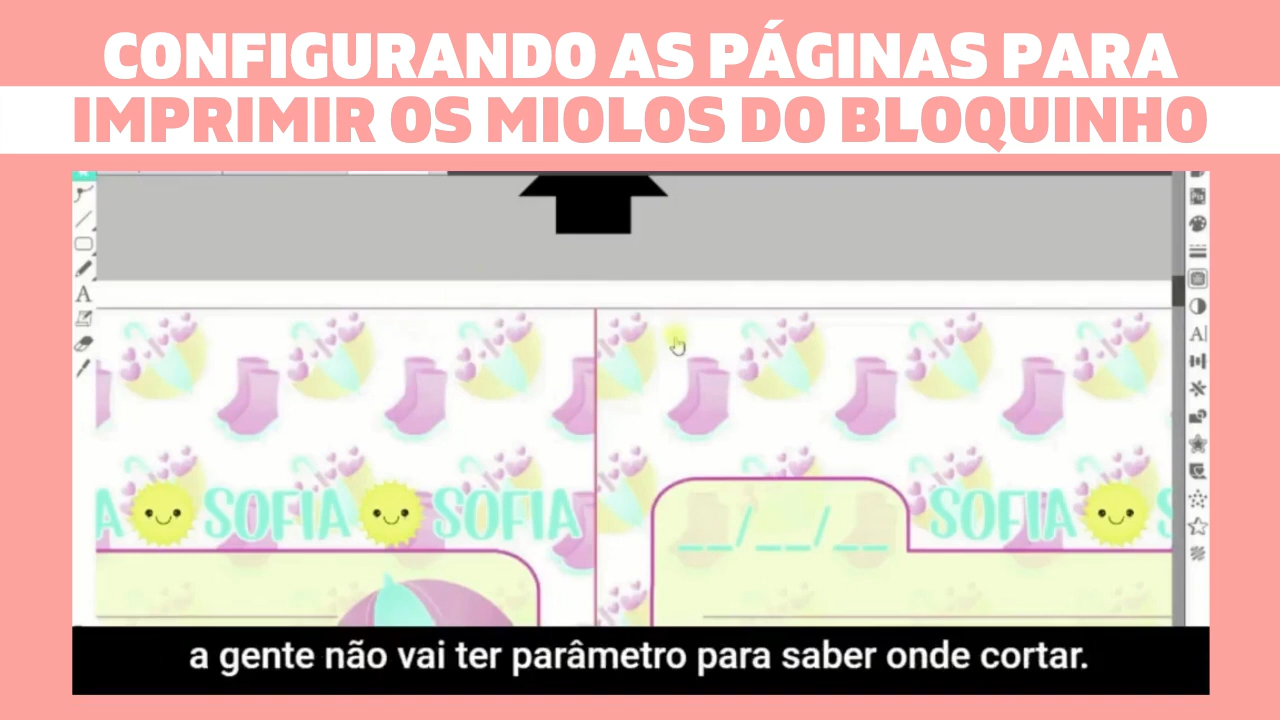 CONFIGURANDO AS PÁGINAS PARA
IMPRIMIR OS MIOLOS DO BLOQUINHO
A SOFIA SOFIA
__/__/__ SOFIA S
a gente não vai ter parâmetro para saber onde cortar.